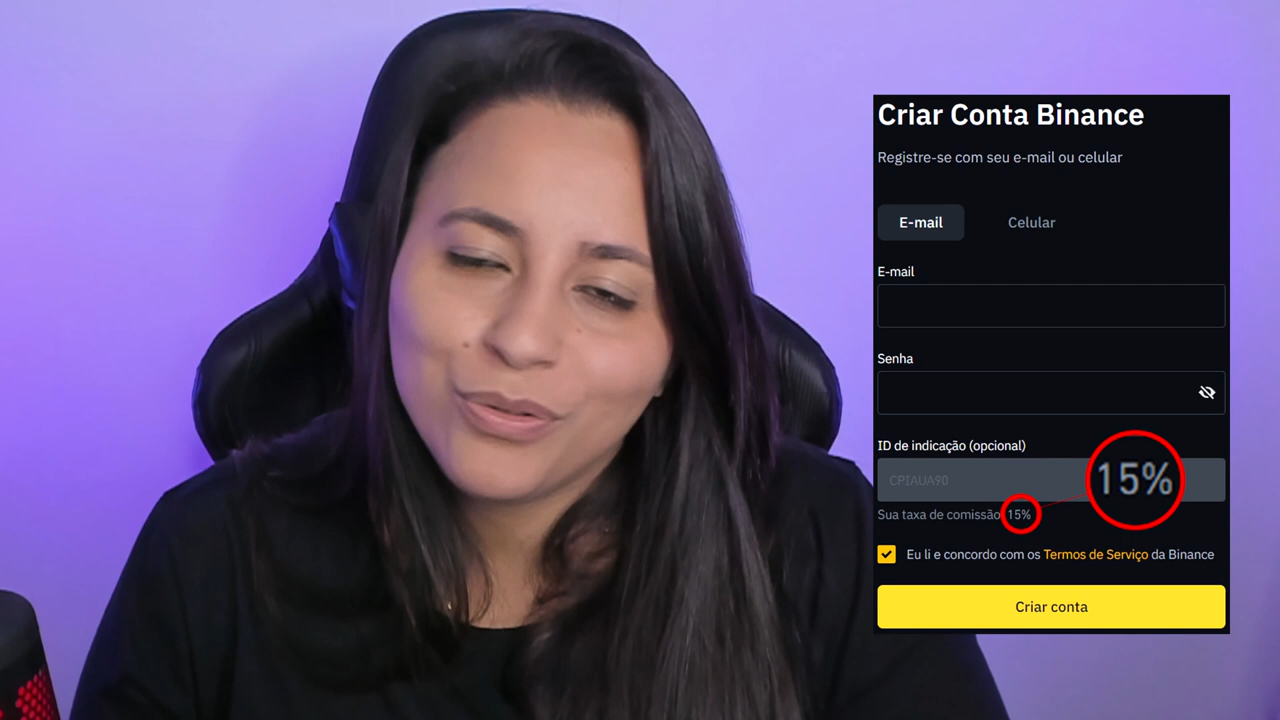 Criar Conta Binance
Registre-se com seu e-mail ou celular
E-mail
Celular
E-mail
Senha
ID de indicação (opcional)
CPIAUA90
15%
Sua taxa de comissão 15%
Eu li e concordo com os Termos de Serviço da Binance
Criar conta